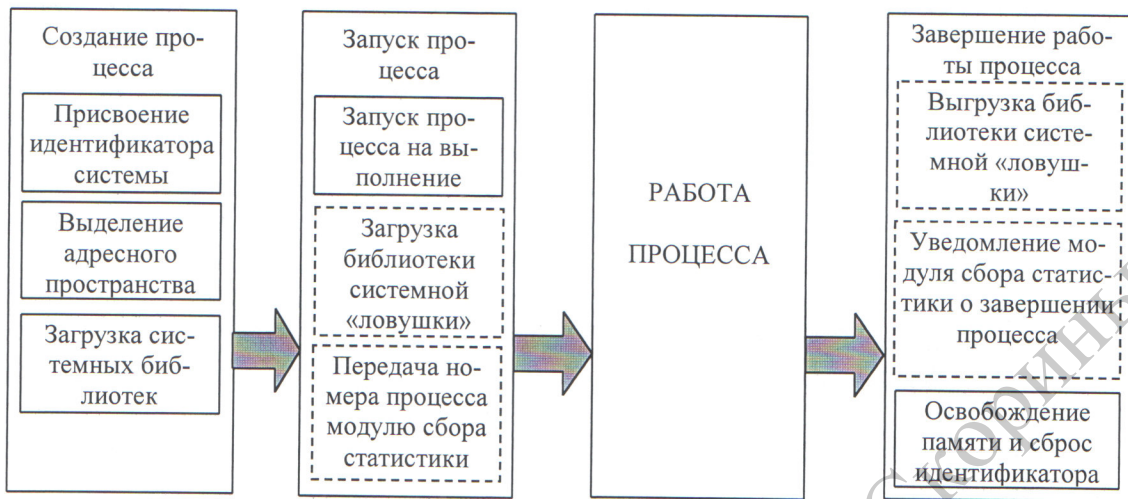 Создание про-
цесса
Присвоение
идентификатора
системы
Выделение
адресного
пространства
Загрузка сис-
темных биб-
лиотек
Запуск про-
цесса
Запуск про-
цесса на вы-
полнение
Загрузка
библиотеки
системной
«ловушки»
Передача но-
мера процесса
модулю сбора
статистики
РАБОТА
ПРОЦЕССА
Завершение рабо-
ты процесса
Выгрузка биб-
лиотеки систе-
мной «ловуш-
ки»
Уведомление мо-
дуля сбора статис-
тики о завершении
процесса
Освобождение
памяти и сброс
идентификатора